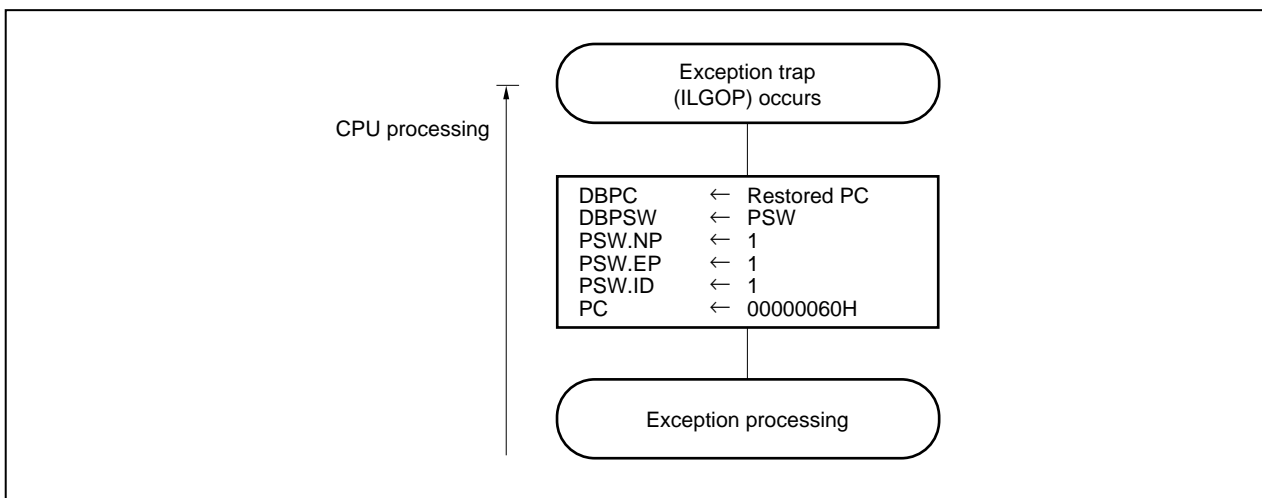 Exception trap
(ILGOP) occurs
CPU processing
DBPC ← Restored PC
DBPSW ← PSW
PSW.NP ← 1
PSW.EP ← 1
PSW.ID ← 1
PC ← 00000060H
Exception processing